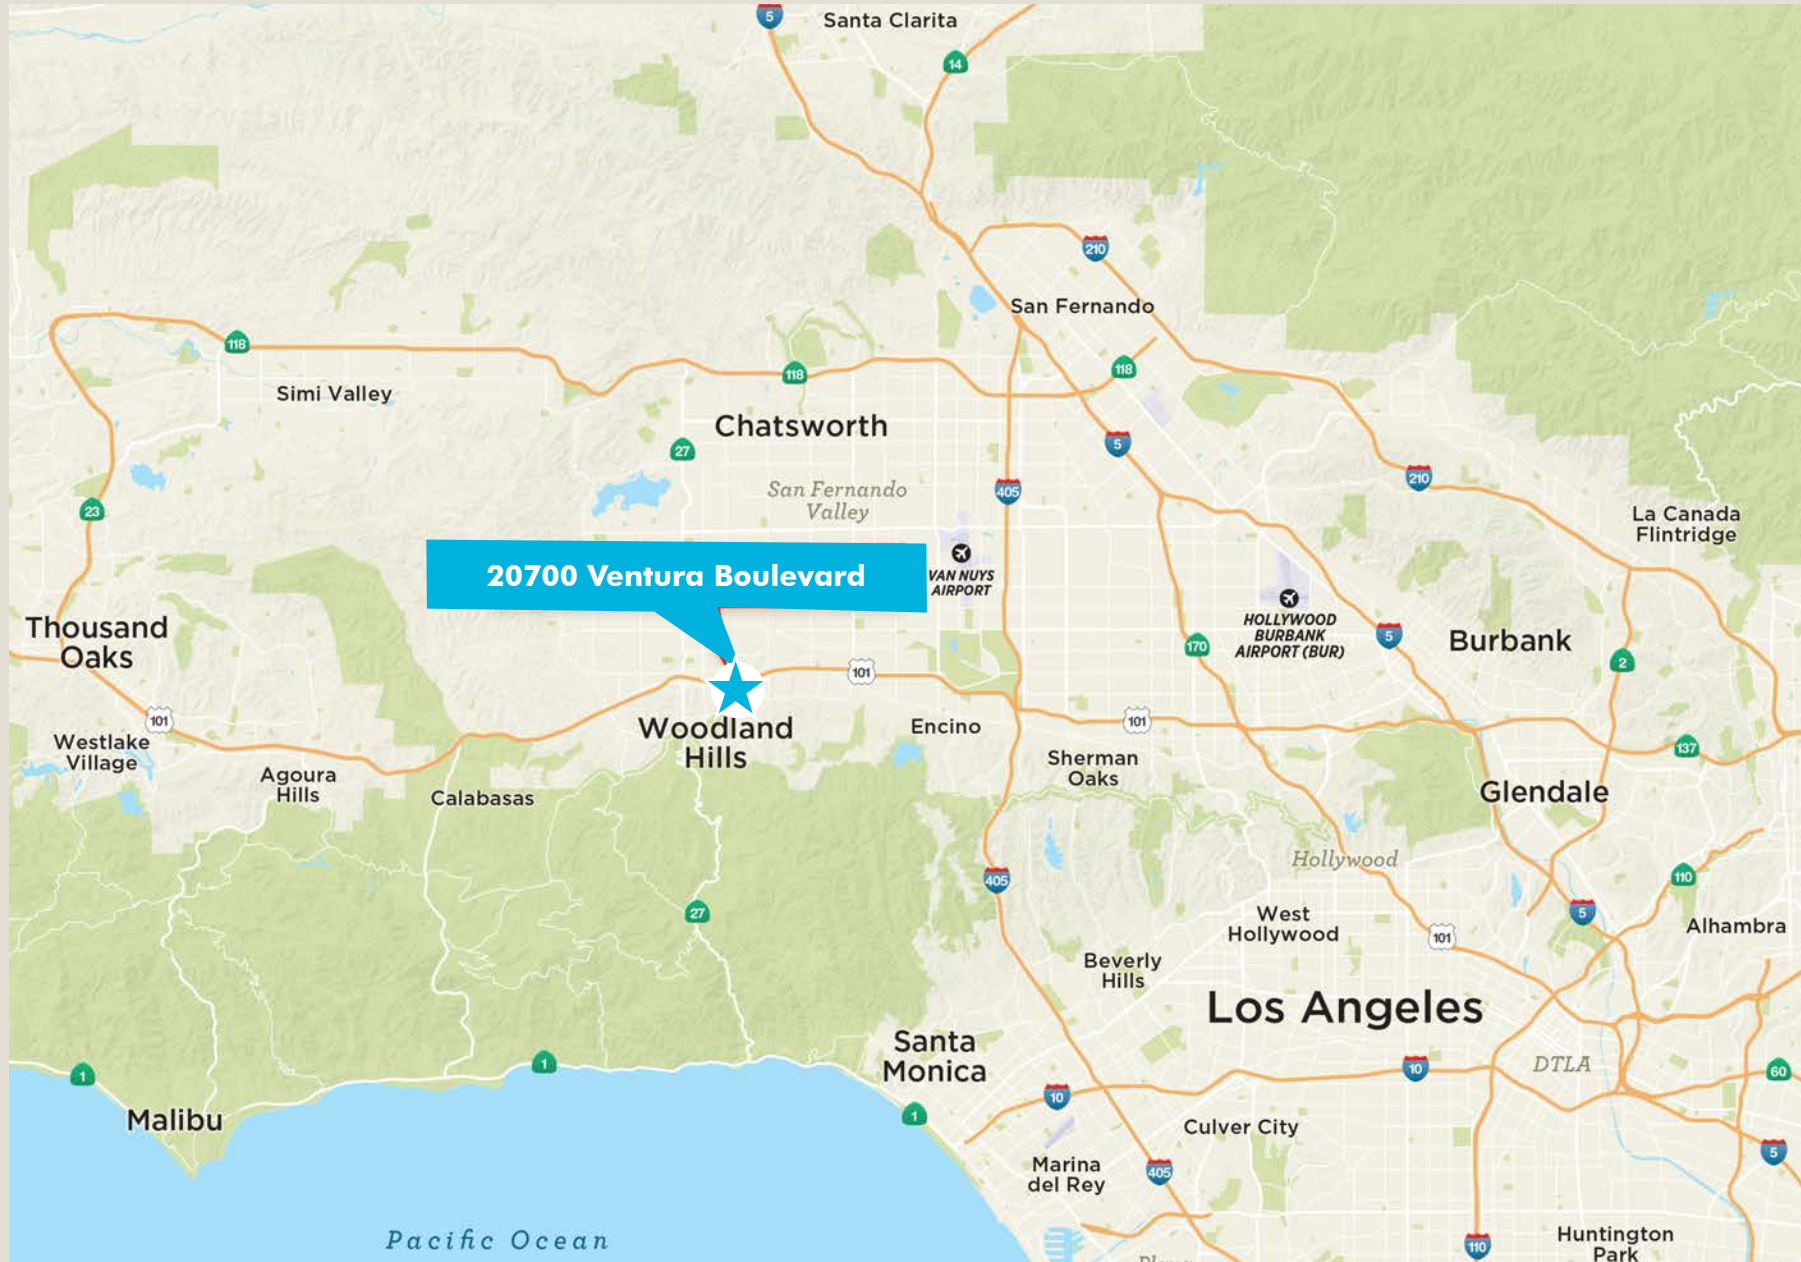 5
Santa Clarita
14
210
San Fernando
118
118
118
Simi Valley
Chatsworth
27
5
San Fernando
Valley
405
210
23
La Canada
Flintridge
20700 Ventura Boulevard
VAN NUYS
AIRPORT
HOLLYWOOD
BURBANK
AIRPORT (BUR)
Thousand
Oaks
170
5
Burbank
2
101
101
101
Woodland
Hills
Encino
Westlake
Village
Agoura
Hills
Calabasas
Sherman
Oaks
137
Glendale
Hollywood
405
110
27
West
Hollywood
101
5
Alhambra
Beverly
Hills
Los Angeles
Santa
Monica
DTLA
1
1
10
10
60
1
Malibu
Culver City
5
Marina
del Rey
405
Pacific Ocean
110
Huntington
Park